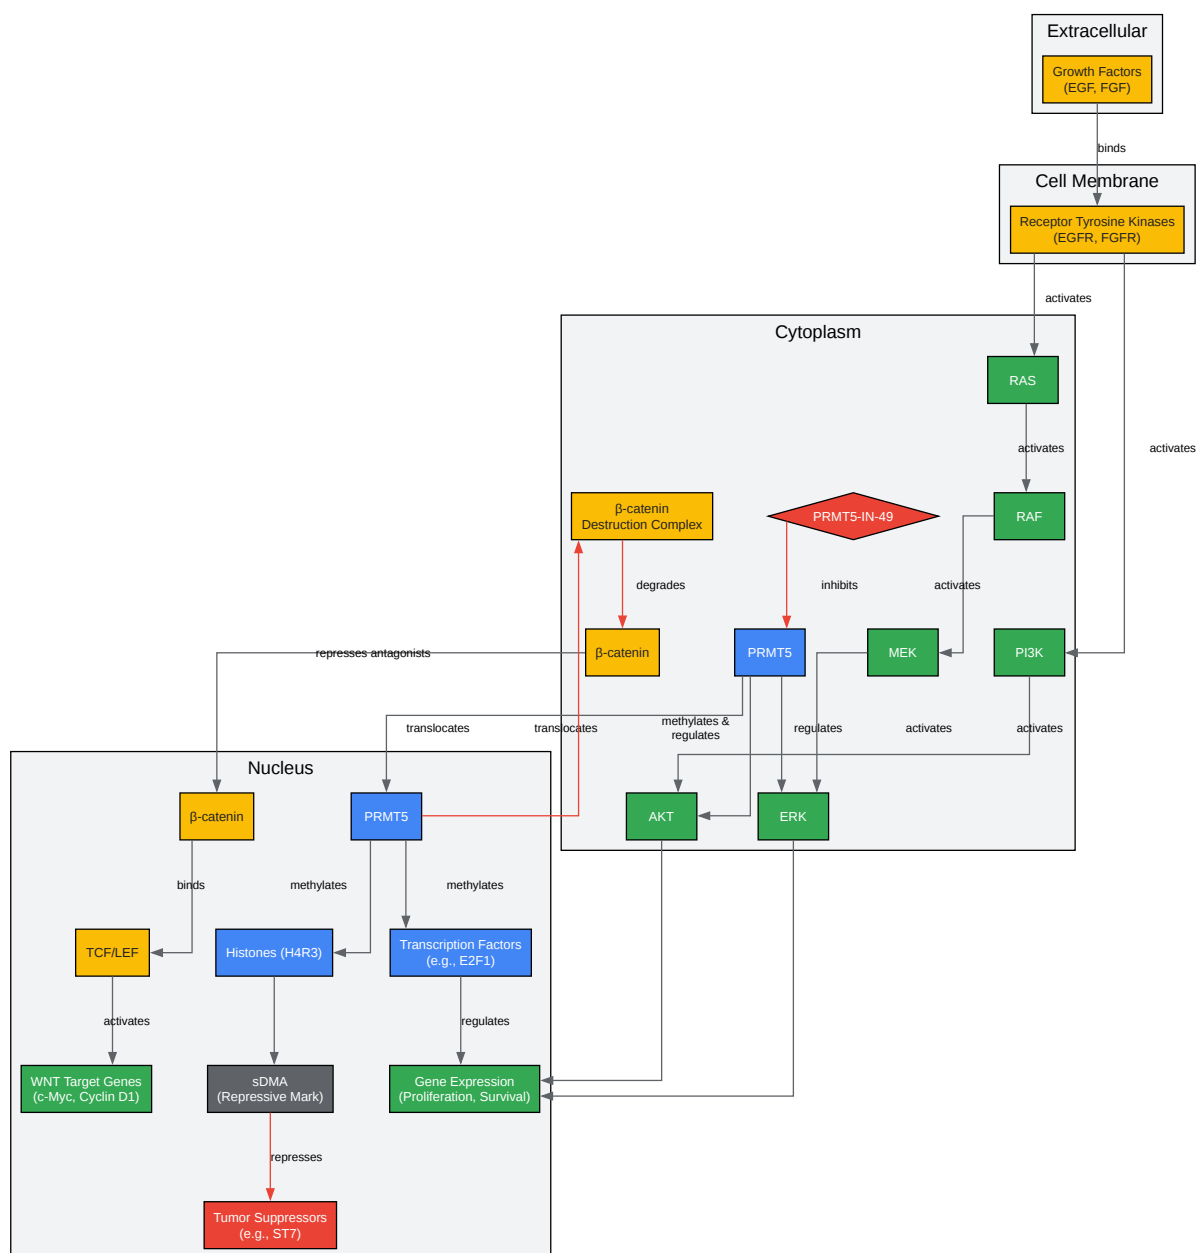 Extracellular
Growth Factors
(EGF, FGF)
binds
Cell Membrane
Receptor Tyrosine Kinases
(EGFR, FGFR)
activates
Cytoplasm
RAS
activates
activates
β-catenin
Destruction Complex
PRMT5-IN-49
RAF
degrades
inhibits
activates
represses antagonists
β-catenin
PRMT5
MEK
PI3K
translocates
translocates
methylates &
regulates
regulates
activates
activates
Nucleus
β-catenin
PRMT5
AKT
ERK
binds
methylates
methylates
TCF/LEF
Histones (H4R3)
Transcription Factors
(e.g., E2F1)
activates
regulates
WNT Target Genes
(c-Myc, Cyclin D1)
sDMA
(Repressive Mark)
Gene Expression
(Proliferation, Survival)
represses
Tumor Suppressors
(e.g., ST7)